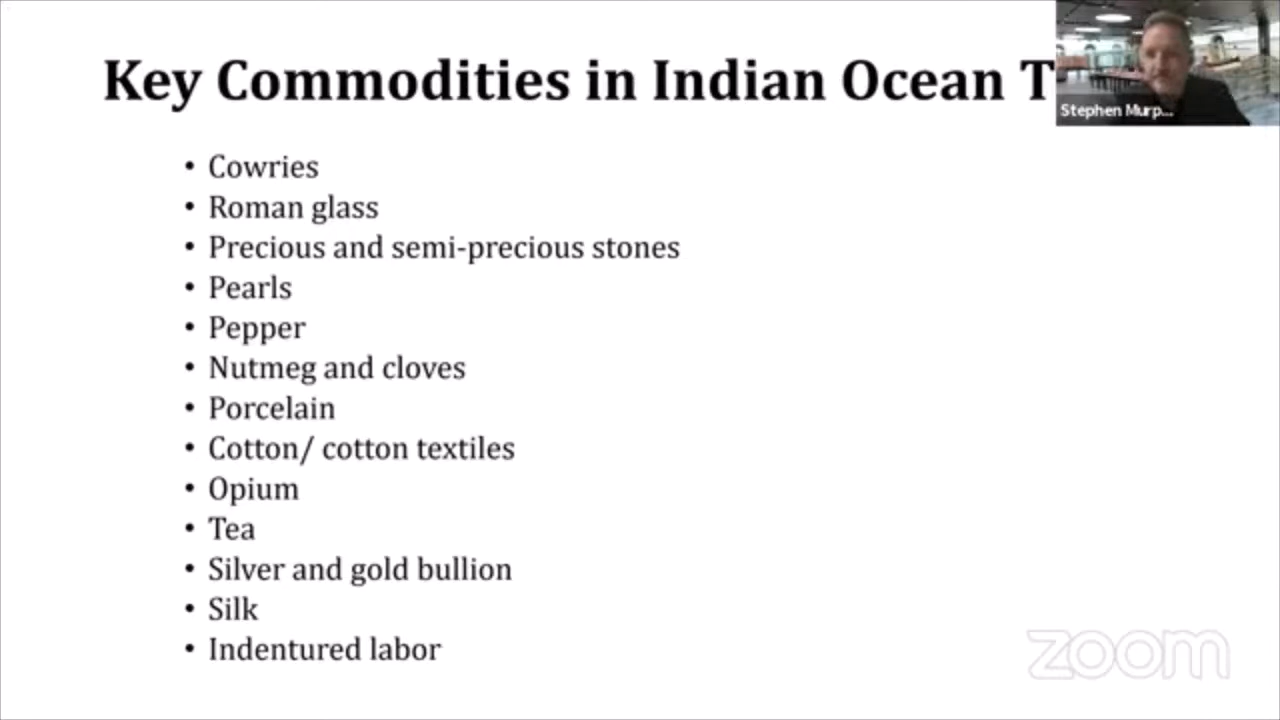 Key Commodities in Indian Ocean T
Stephen Murp...
• Cowries
• Roman glass
• Precious and semi-precious stones
• Pearls
• Pepper
• Nutmeg and cloves
• Porcelain
• Cotton/ cotton textiles
• Opium
• Tea
• Silver and gold bullion
• Silk
• Indentured labor
zoom